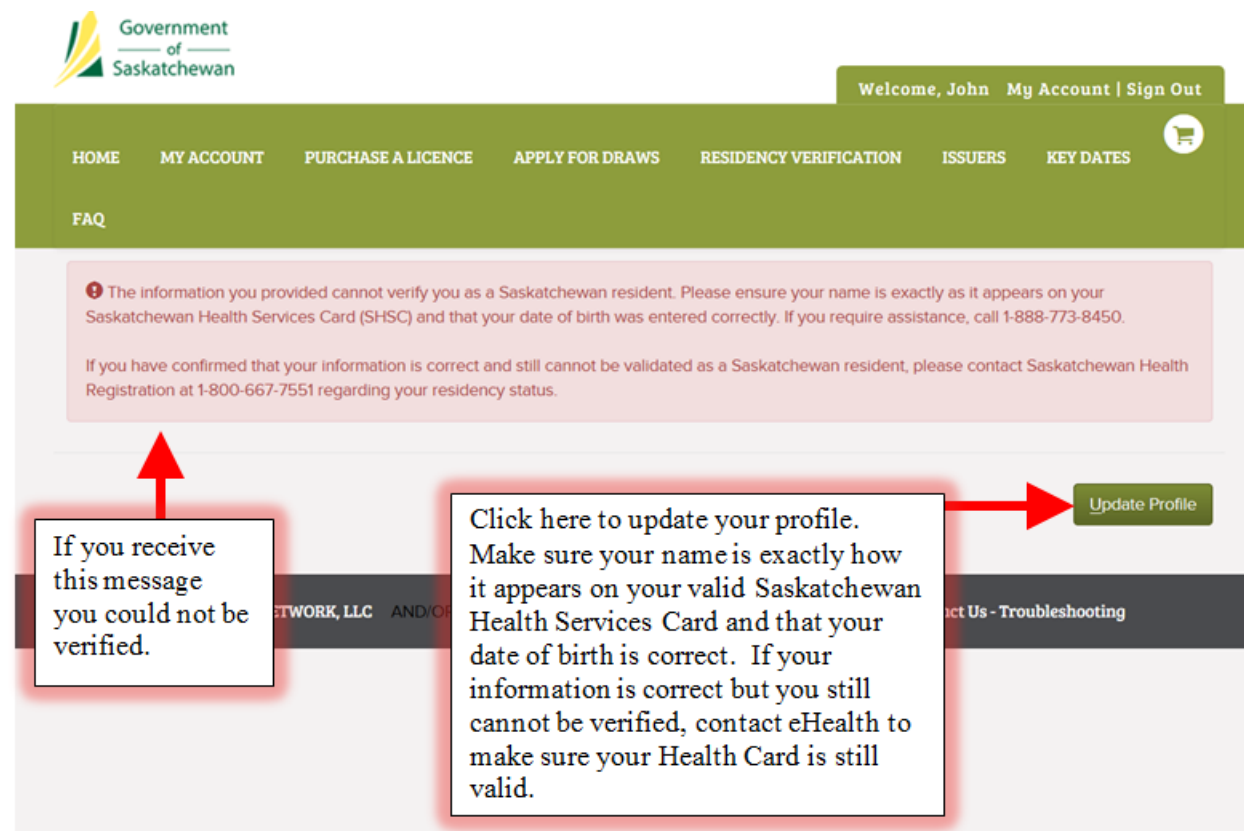 Government
of
Saskatchewan
Welcome, John My Account | Sign Out
HOME MY ACCOUNT PURCHASE A LICENCE APPLY FOR DRAWS RESIDENCY VERIFICATION ISSUERS KEY DATES
FAQ
The information you provided cannot verify you as a Saskatchewan resident. Please ensure your name is exactly as it appears on your
Saskatchewan Health Services Card (SHSC) and that your date of birth was entered correctly. If you require assistance, call 1-888-773-8450.
If you have confirmed that your information is correct and still cannot be validated as a Saskatchewan resident, please contact Saskatchewan Health
Registration at 1-800-667-7551 regarding your residency status.
Update Profile
If you receive
this message
you could not be
verified.
Click here to update your profile.
Make sure your name is exactly how
it appears on your valid Saskatchewan
Health Services Card and that your
date of birth is correct. If your
information is correct but you still
cannot be verified, contact eHealth to
make sure your Health Card is still
valid.
LLC AND/OR
Us - Troubleshooting